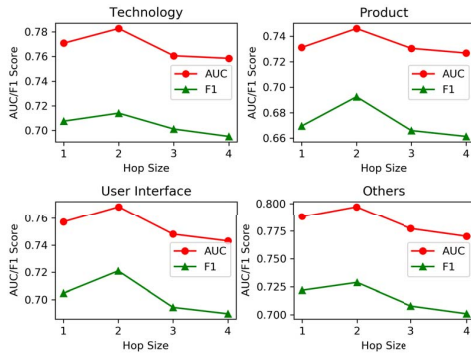 Technology
AUC/F1 Score
0.78
0.76
0.74
0.72
0.70
AUC
F1
1 2 3 4
Hop Size
Product
AUC/F1 Score
0.74
0.72
0.70
0.68
0.66
AUC
F1
1 2 3 4
Hop Size
User Interface
AUC/F1 Score
0.76
0.74
0.72
0.70
AUC
F1
1 2 3 4
Hop Size
Others
AUC/F1 Score
0.800
0.775
0.750
0.725
0.700
AUC
F1
1 2 3 4
Hop Size